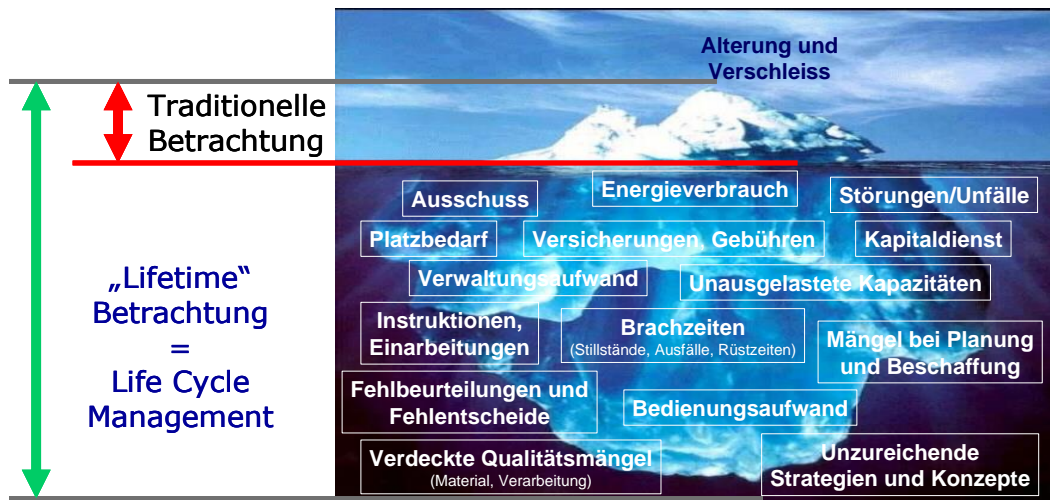 Alterung und
Verschleiss
Traditionelle
Betrachtung
Ausschuss
Energieverbrauch
Störungen/Unfälle
Platzbedarf
Versicherungen, Gebühren
Kapitaldienst
Verwaltungsaufwand
Unausgelastete Kapazitäten
„Lifetime“
Betrachtung
=
Life Cycle
Management
Instruktionen,
Einarbeitungen
Brachzeiten
(Stillstände, Ausfälle, Rüstzeiten)
Mängel bei Planung
und Beschaffung
Fehlbeurteilungen und
Fehlentscheide
Bedienungsaufwand
Verdeckte Qualitätsmängel
(Material, Verarbeitung)
Unzureichende
Strategien und Konzepte